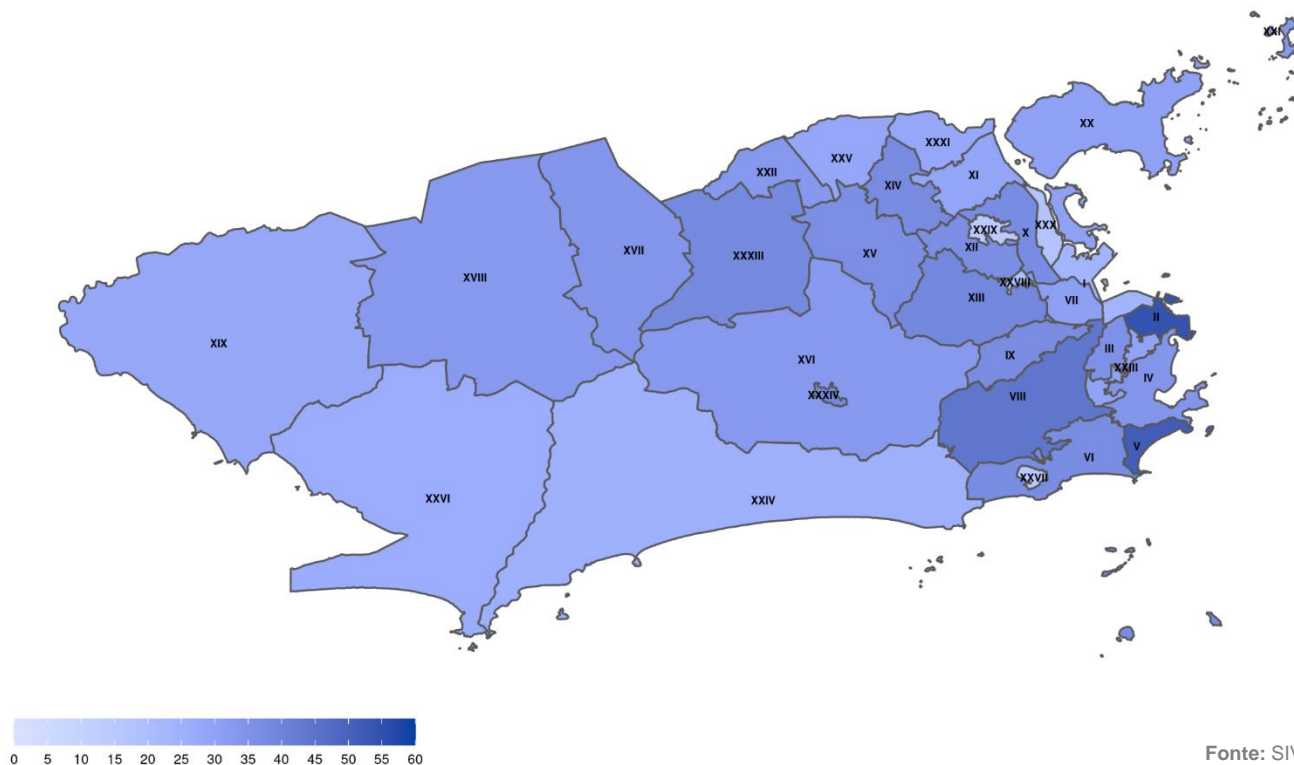 XXI
XX
XXXI
XXV
XI
XXII
XIV
XXX
XXIX
X
XII
XVII
XV
XXXIII
XVIII
XXVIII
I
XIII
VII
II
XIX
III
IX
XVI
XXIII
IV
XXXIV
VIII
V
VI
XXVII
XXVI
XXIV
0 5 10 15 20 25 30 35 40 45 50 55 60
Fonte: SIV